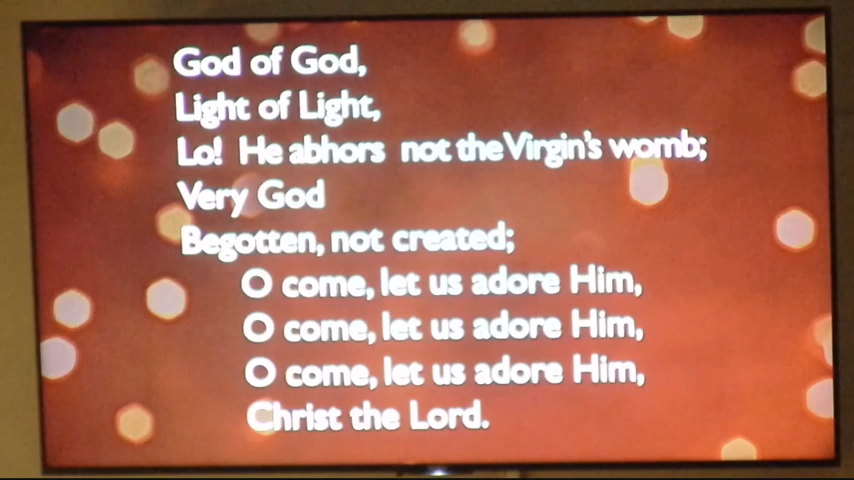 God of God,
Light of Light,
Lo! He abhors not the Virgin's womb;
Very God
Begotten, not created;
O come, let us adore Him,
O come, let us adore Him,
O come, let us adore Him,
Christ the Lord.